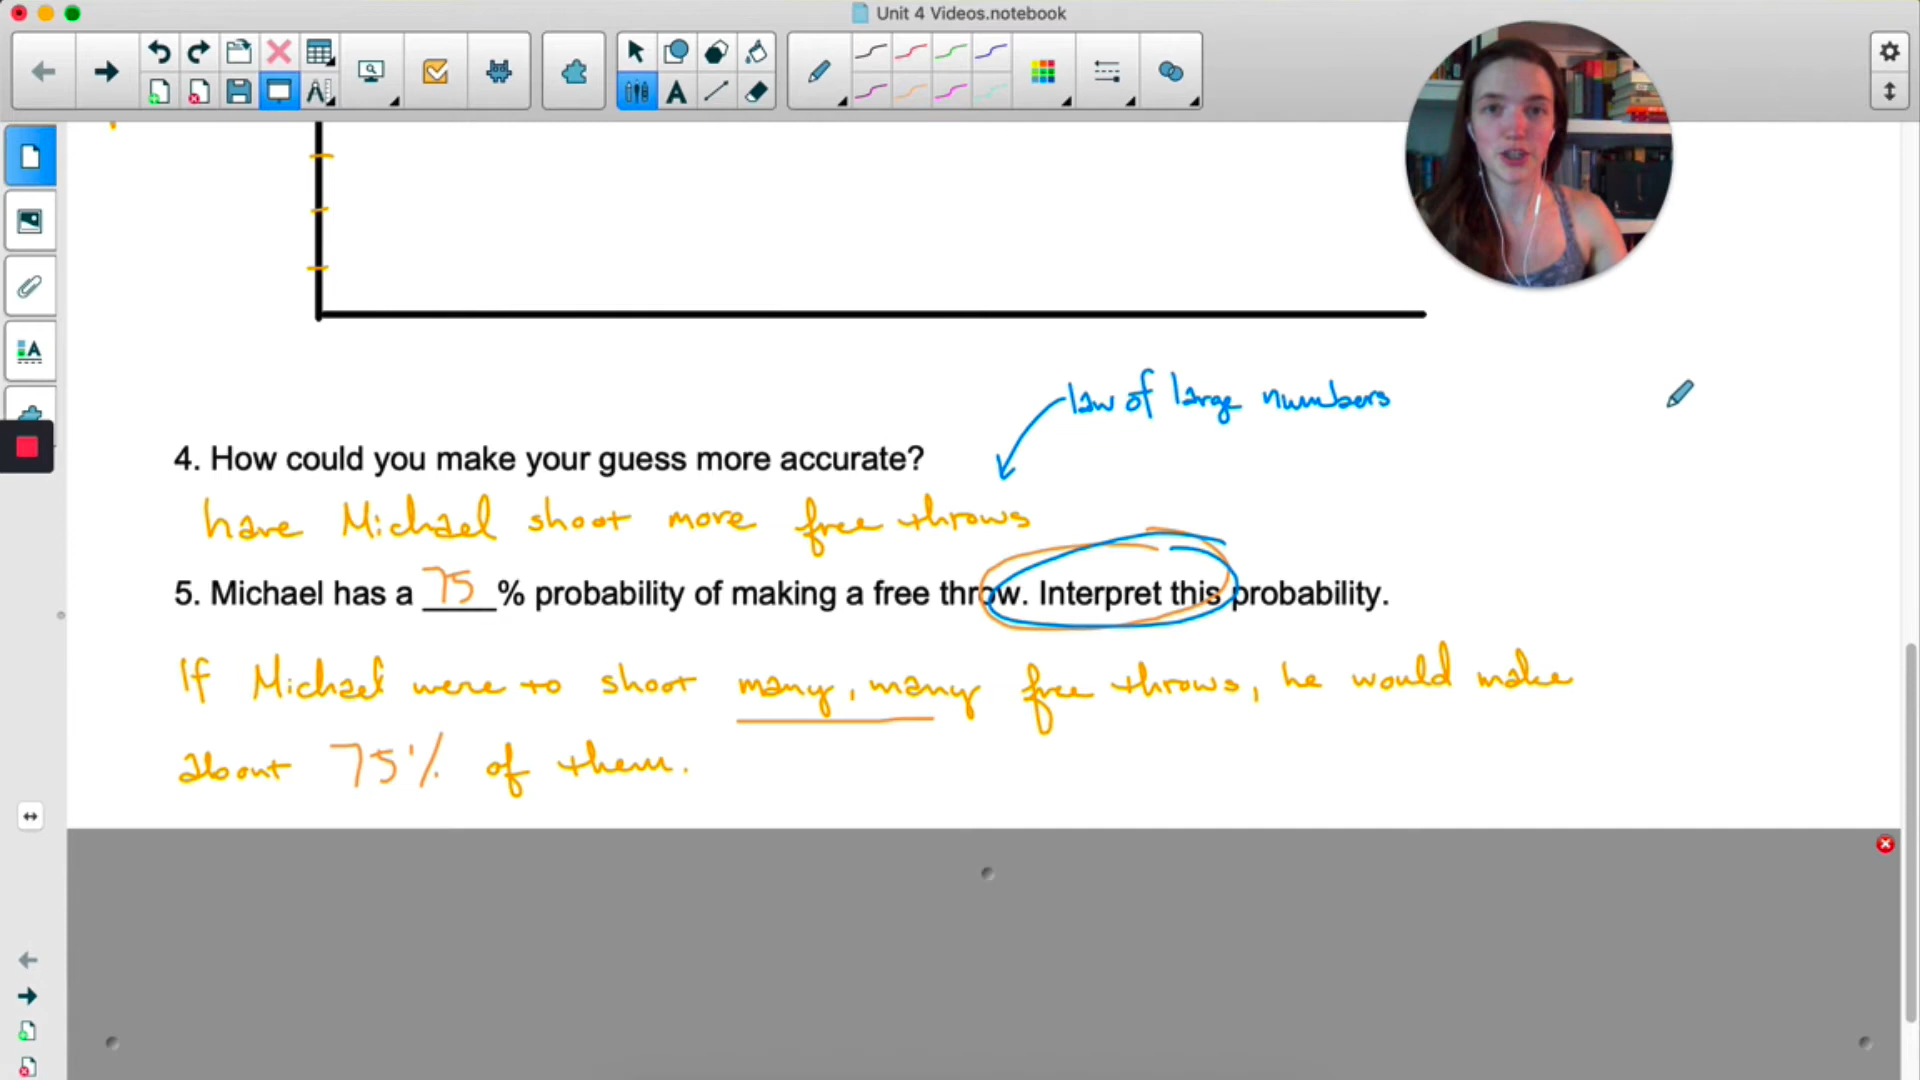 Unit 4 Videos.notebook
law of large numbers
4. How could you make your guess more accurate?
have Michael shoot more free throws
5. Michael has a 75% probability of making a free throw. Interpret this probability.
If Michael were to shoot many, many free throws, he would make
about 75% of them.